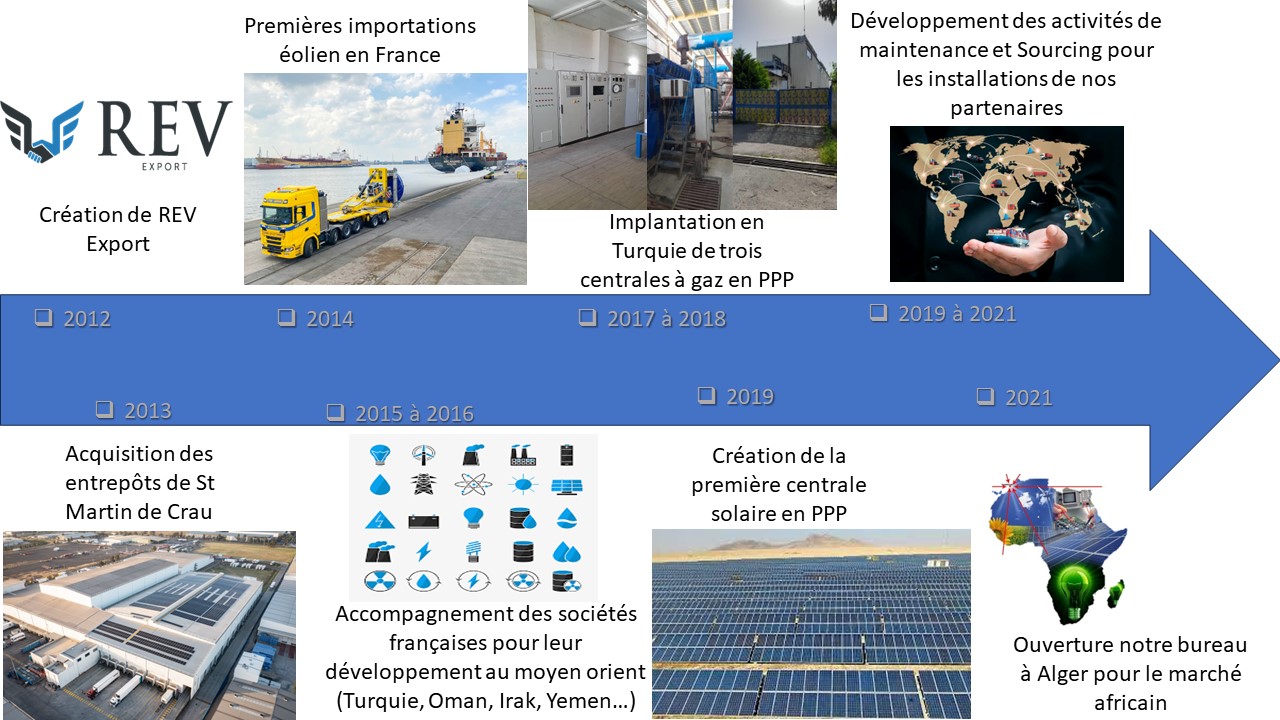 REV
EXPORT
Création de REV
Export
Premières importations
éolien en France
Implantation en
Turquie de trois
centrales à gaz en PPP
Développement des activités de
maintenance et Sourcing pour
les installations de nos
partenaires
2012
2014
2017 à 2018
2019 à 2021
2013
2015 à 2016
2019
2021
Acquisition des
entrepôts de St
Martin de Crau
Accompagnement des sociétés
françaises pour leur
développement au moyen orient
(Turquie, Oman, Irak, Yemen…)
Création de la
première centrale
solaire en PPP
Ouverture notre bureau
à Alger pour le marché
africain